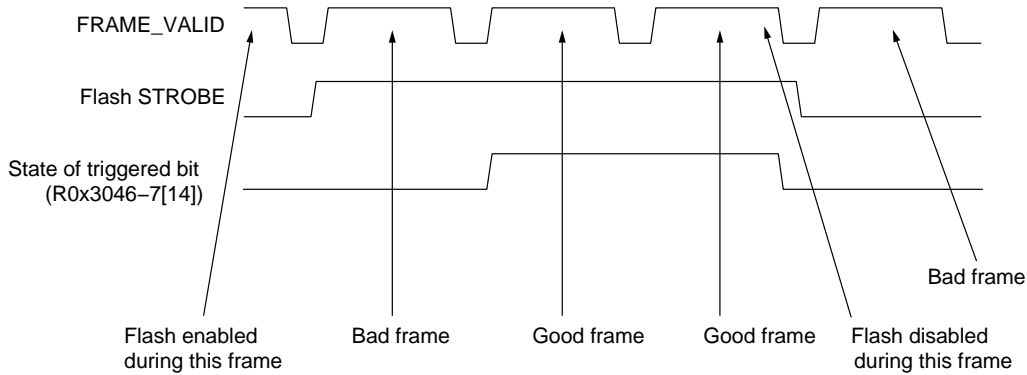 FRAME_VALID
Flash STROBE
State of triggered bit
(R0x3046−7[14])
Bad frame
Flash enabled
during this frame
Bad frame
Good frame
Good frame
Flash disabled
during this frame